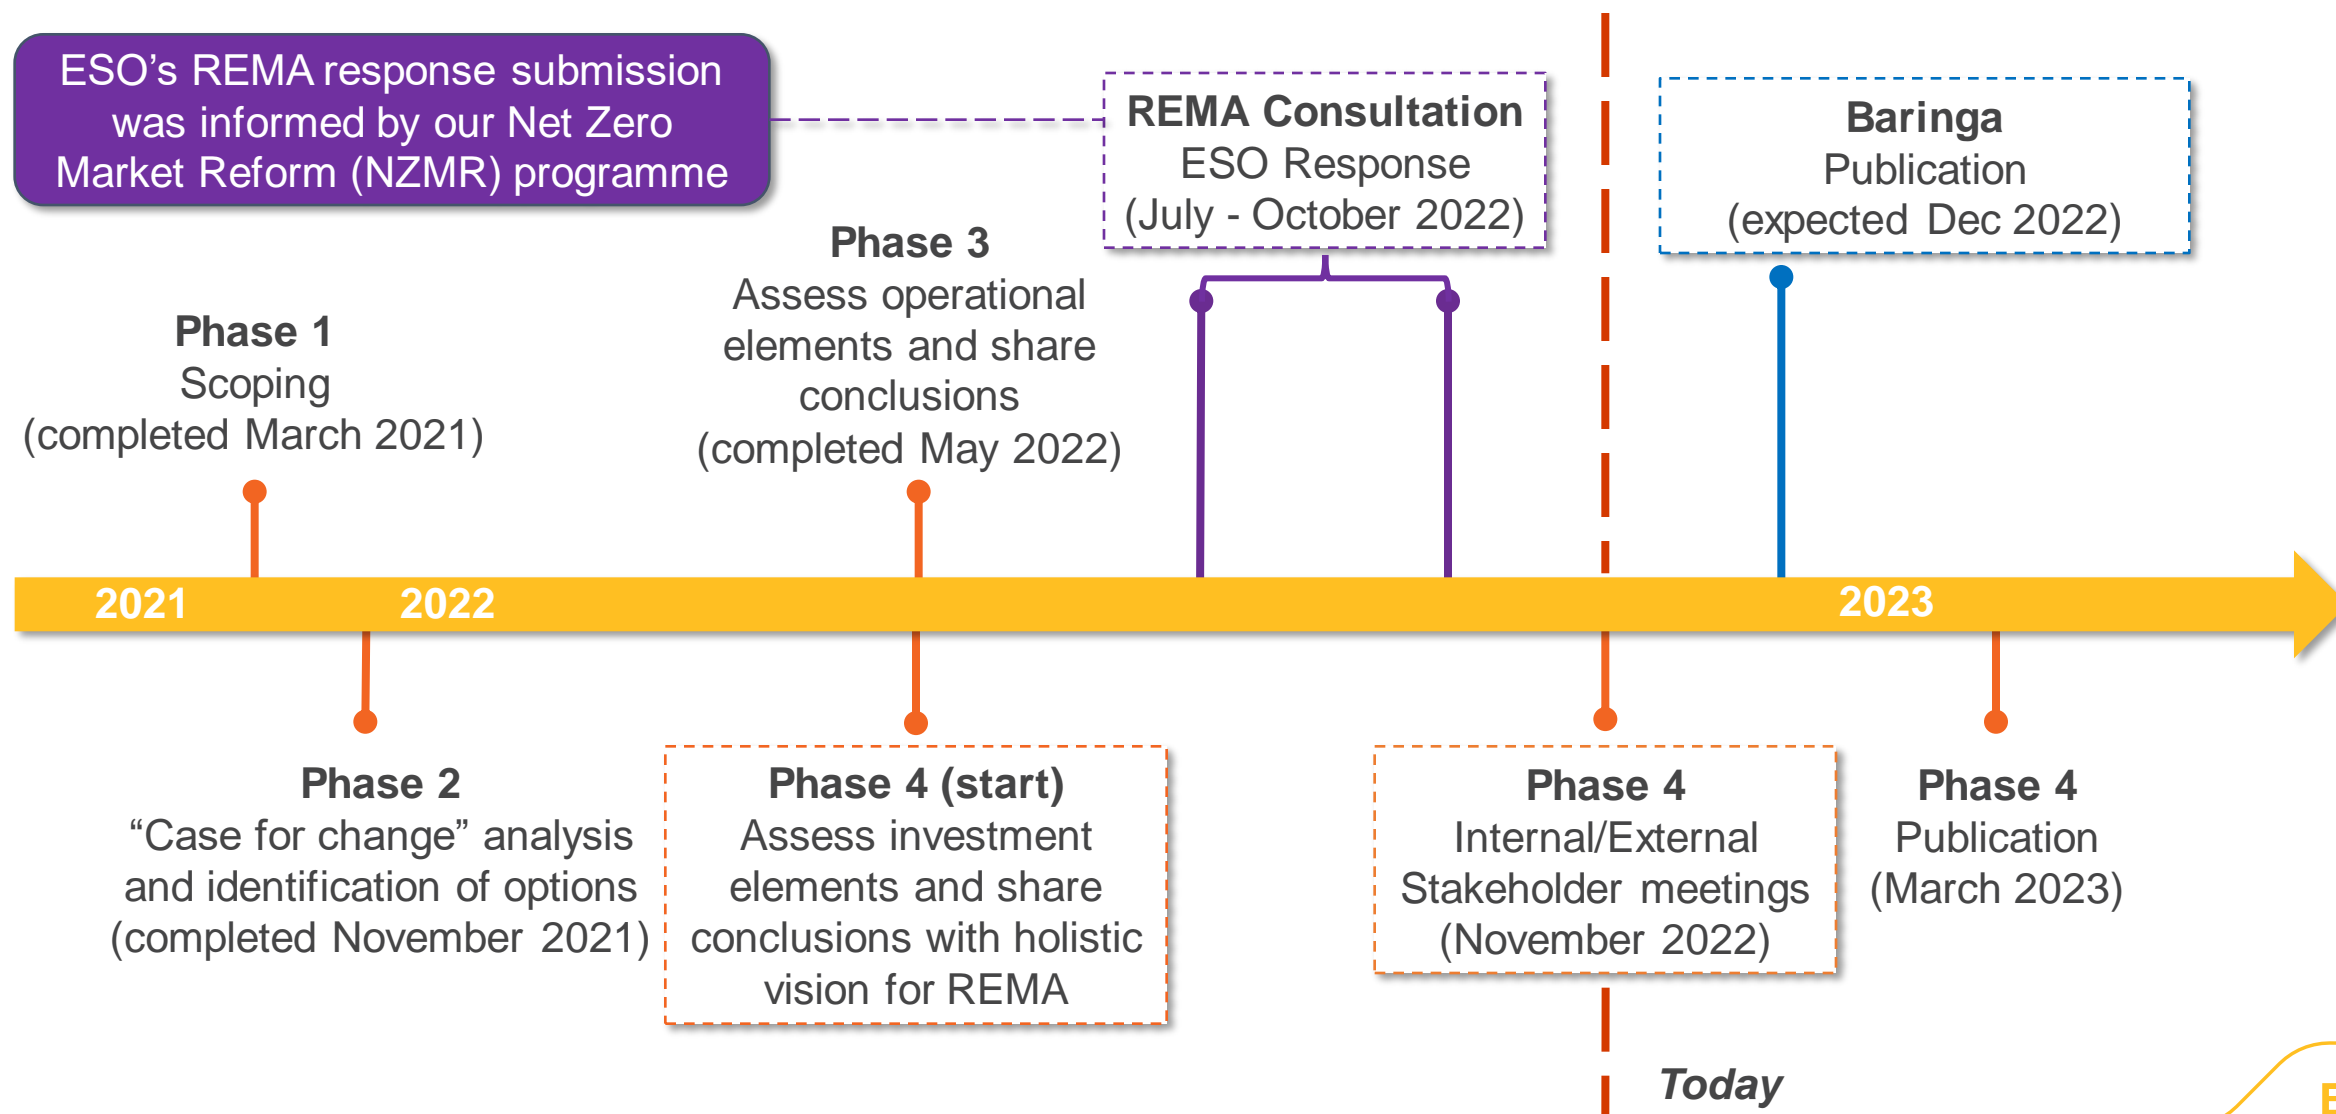 ESO’s REMA response submission
was informed by our Net Zero
Market Reform (NZMR) programme
REMA Consultation
ESO Response
(July - October 2022)
Baringa
Publication
(expected Dec 2022)
Phase 3
Assess operational
elements and share
conclusions
(completed May 2022)
Phase 1
Scoping
(completed March 2021)
2021
2022
2023
Phase 2
“Case for change” analysis
and identification of options
(completed November 2021)
Phase 4 (start)
Assess investment
elements and share
conclusions with holistic
vision for REMA
Phase 4
Internal/External
Stakeholder meetings
(November 2022)
Phase 4
Publication
(March 2023)
Today